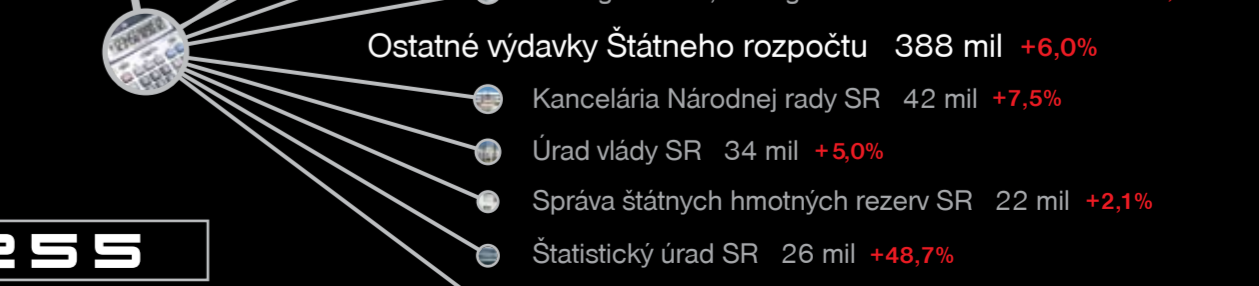 Ostatné výdavky Štátneho rozpočtu 388 mil +6,0%
Kancelária Národnej rady SR 42 mil +7,5%
Úrad vlády SR 34 mil +5,0%
Správa štátnych hmotných rezerv SR 22 mil +2,1%
Štatistický úrad SR 26 mil +48,7%
255